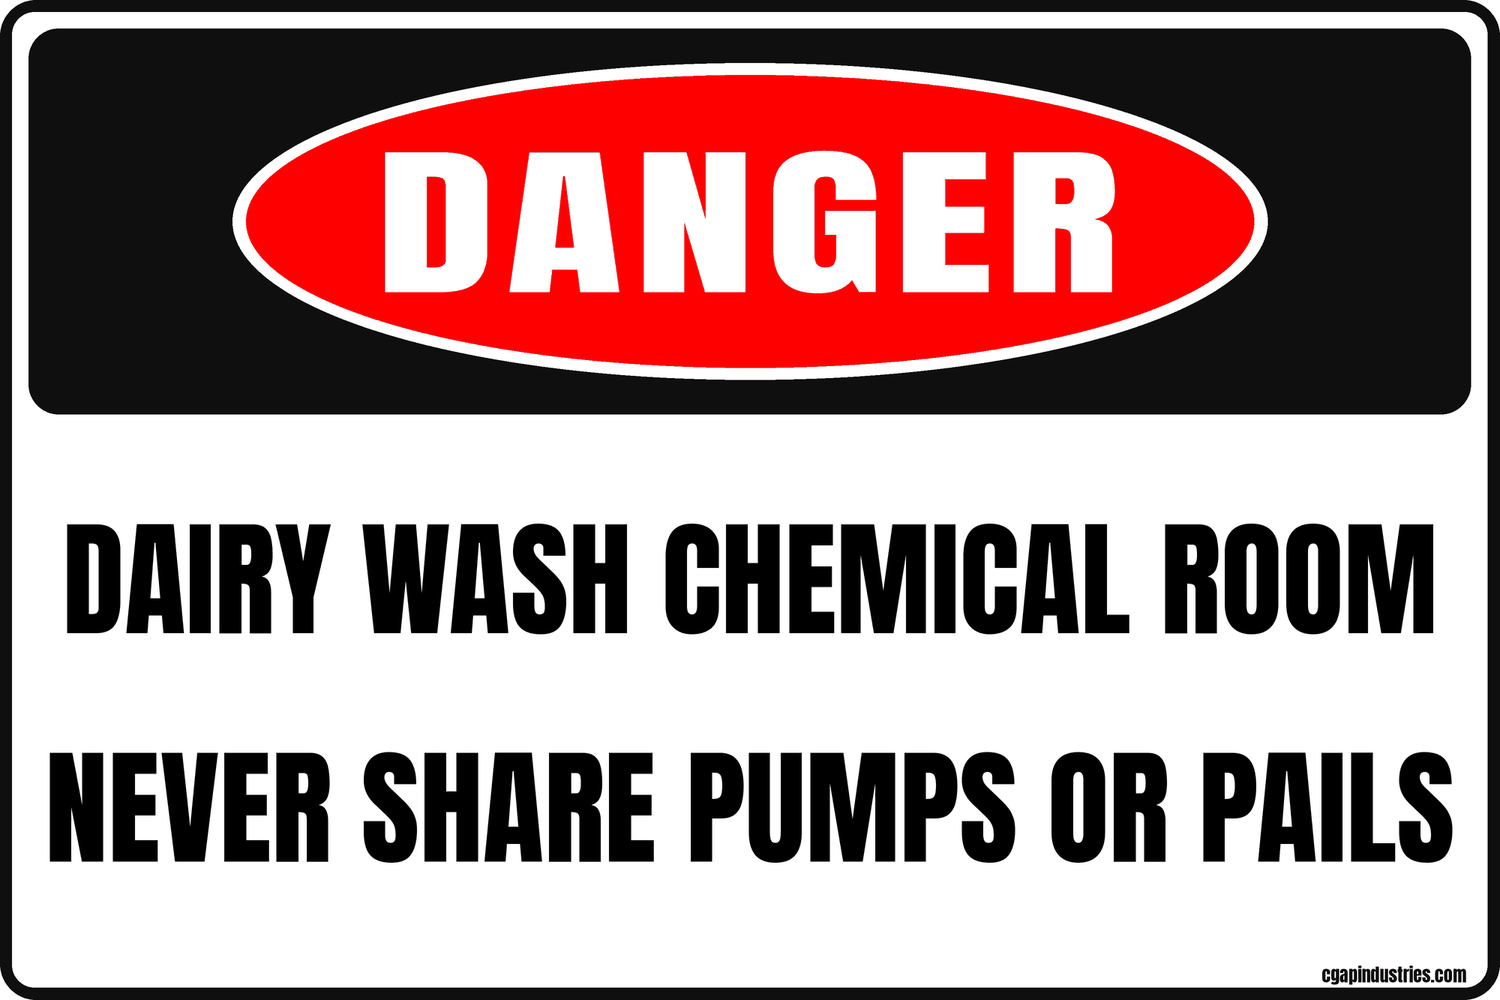 DANGER
DAIRY WASH CHEMICAL ROOM
NEVER SHARE PUMPS OR PAILS
cgapindustries.com